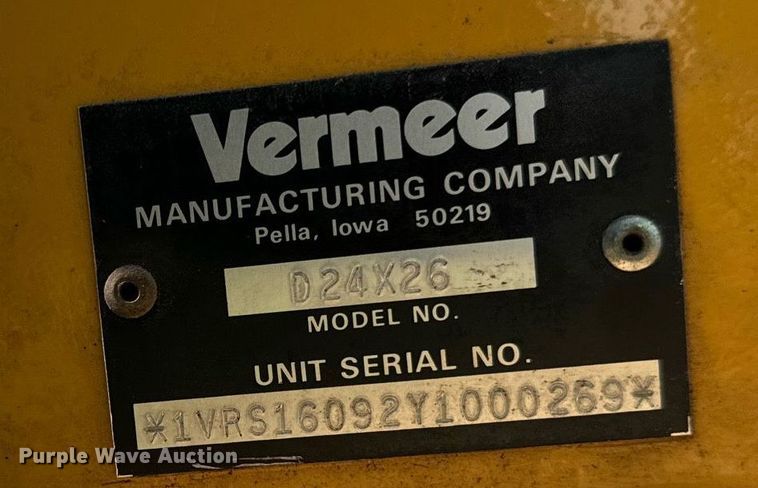 Vermeer
MANUFACTURING COMPANY
Pella, Iowa 50219
D24X26
MODEL NO.
UNIT SERIAL NO.
*1VRS16092Y1000269*
Purple Wave Auction